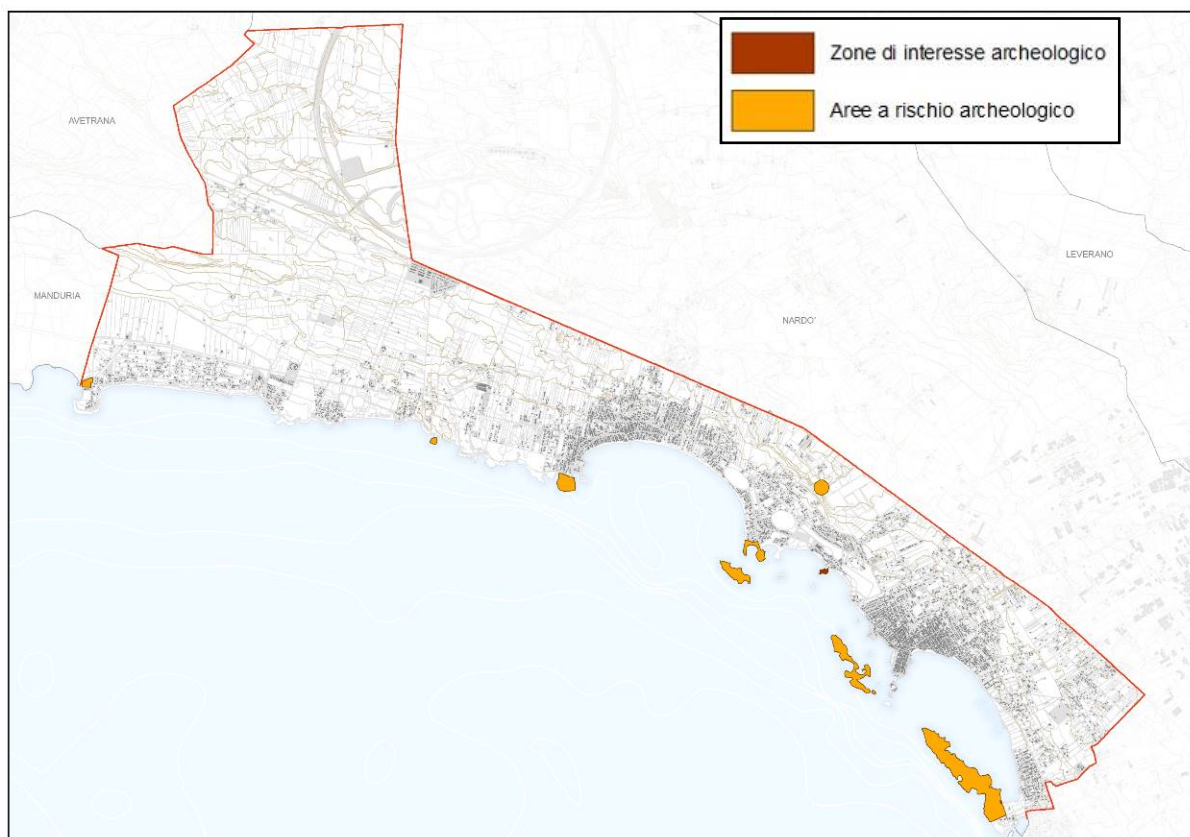 Zone di interesse archeologico
Aree a rischio archeologico
AVETRANA
MANDURIA
NARDO'
LEVERANO